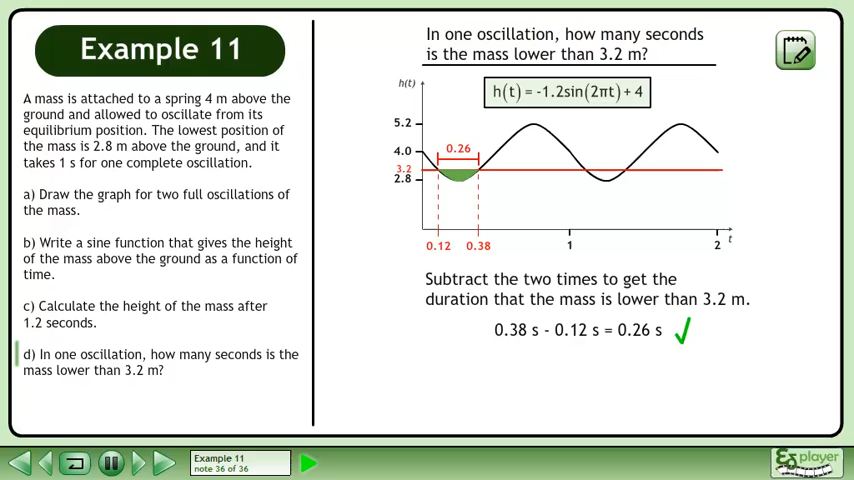 Example 11
A mass is attached to a spring 4 m above the
ground and allowed to oscillate from its
equilibrium position. The lowest position of
the mass is 2.8 m above the ground, and it
takes 1 s for one complete oscillation.
a) Draw the graph for two full oscillations of
the mass.
b) Write a sine function that gives the height
of the mass above the ground as a function of
time.
c) Calculate the height of the mass after
1.2 seconds.
d) In one oscillation, how many seconds is the
mass lower than 3.2 m?
In one oscillation, how many seconds
is the mass lower than 3.2 m?
h(t)
h(t) = -1.2sin(2πt) + 4
5.2
0.26
4.0
3.2
2.8
0.12 0.38 1 2 t
Subtract the two times to get the
duration that the mass is lower than 3.2 m.
0.38 s - 0.12 s = 0.26 s
Example 11
note 36 of 36
Ez player